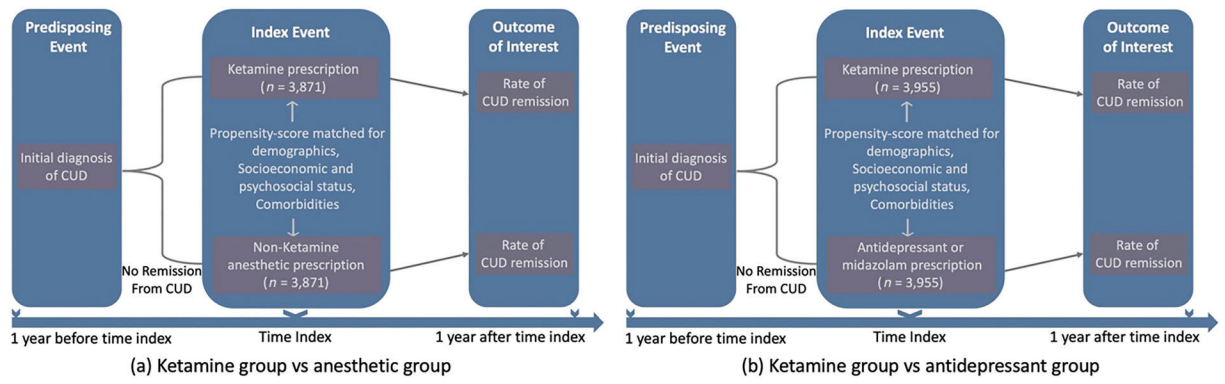 Predisposing
Event
Index Event
Outcome
of Interest
Ketamine prescription
(n = 3,871)
Rate of
CUD remission
Initial diagnosis
of CUD
Propensity-score matched for
demographics,
Socioeconomic and
psychosocial status,
Comorbidities
No Remission
From CUD
Non-Ketamine
anesthetic prescription
(n = 3,871)
Rate of
CUD remission
1 year before time index
Time Index
1 year after time index
(a) Ketamine group vs anesthetic group
Predisposing
Event
Index Event
Outcome
of Interest
Ketamine prescription
(n = 3,955)
Rate of
CUD remission
Initial diagnosis
of CUD
Propensity-score matched for
demographics,
Socioeconomic and
psychosocial status,
Comorbidities
No Remission
From CUD
Antidepressant or
midazolam prescription
(n = 3,955)
Rate of
CUD remission
1 year before time index
Time Index
1 year after time index
(b) Ketamine group vs antidepressant group